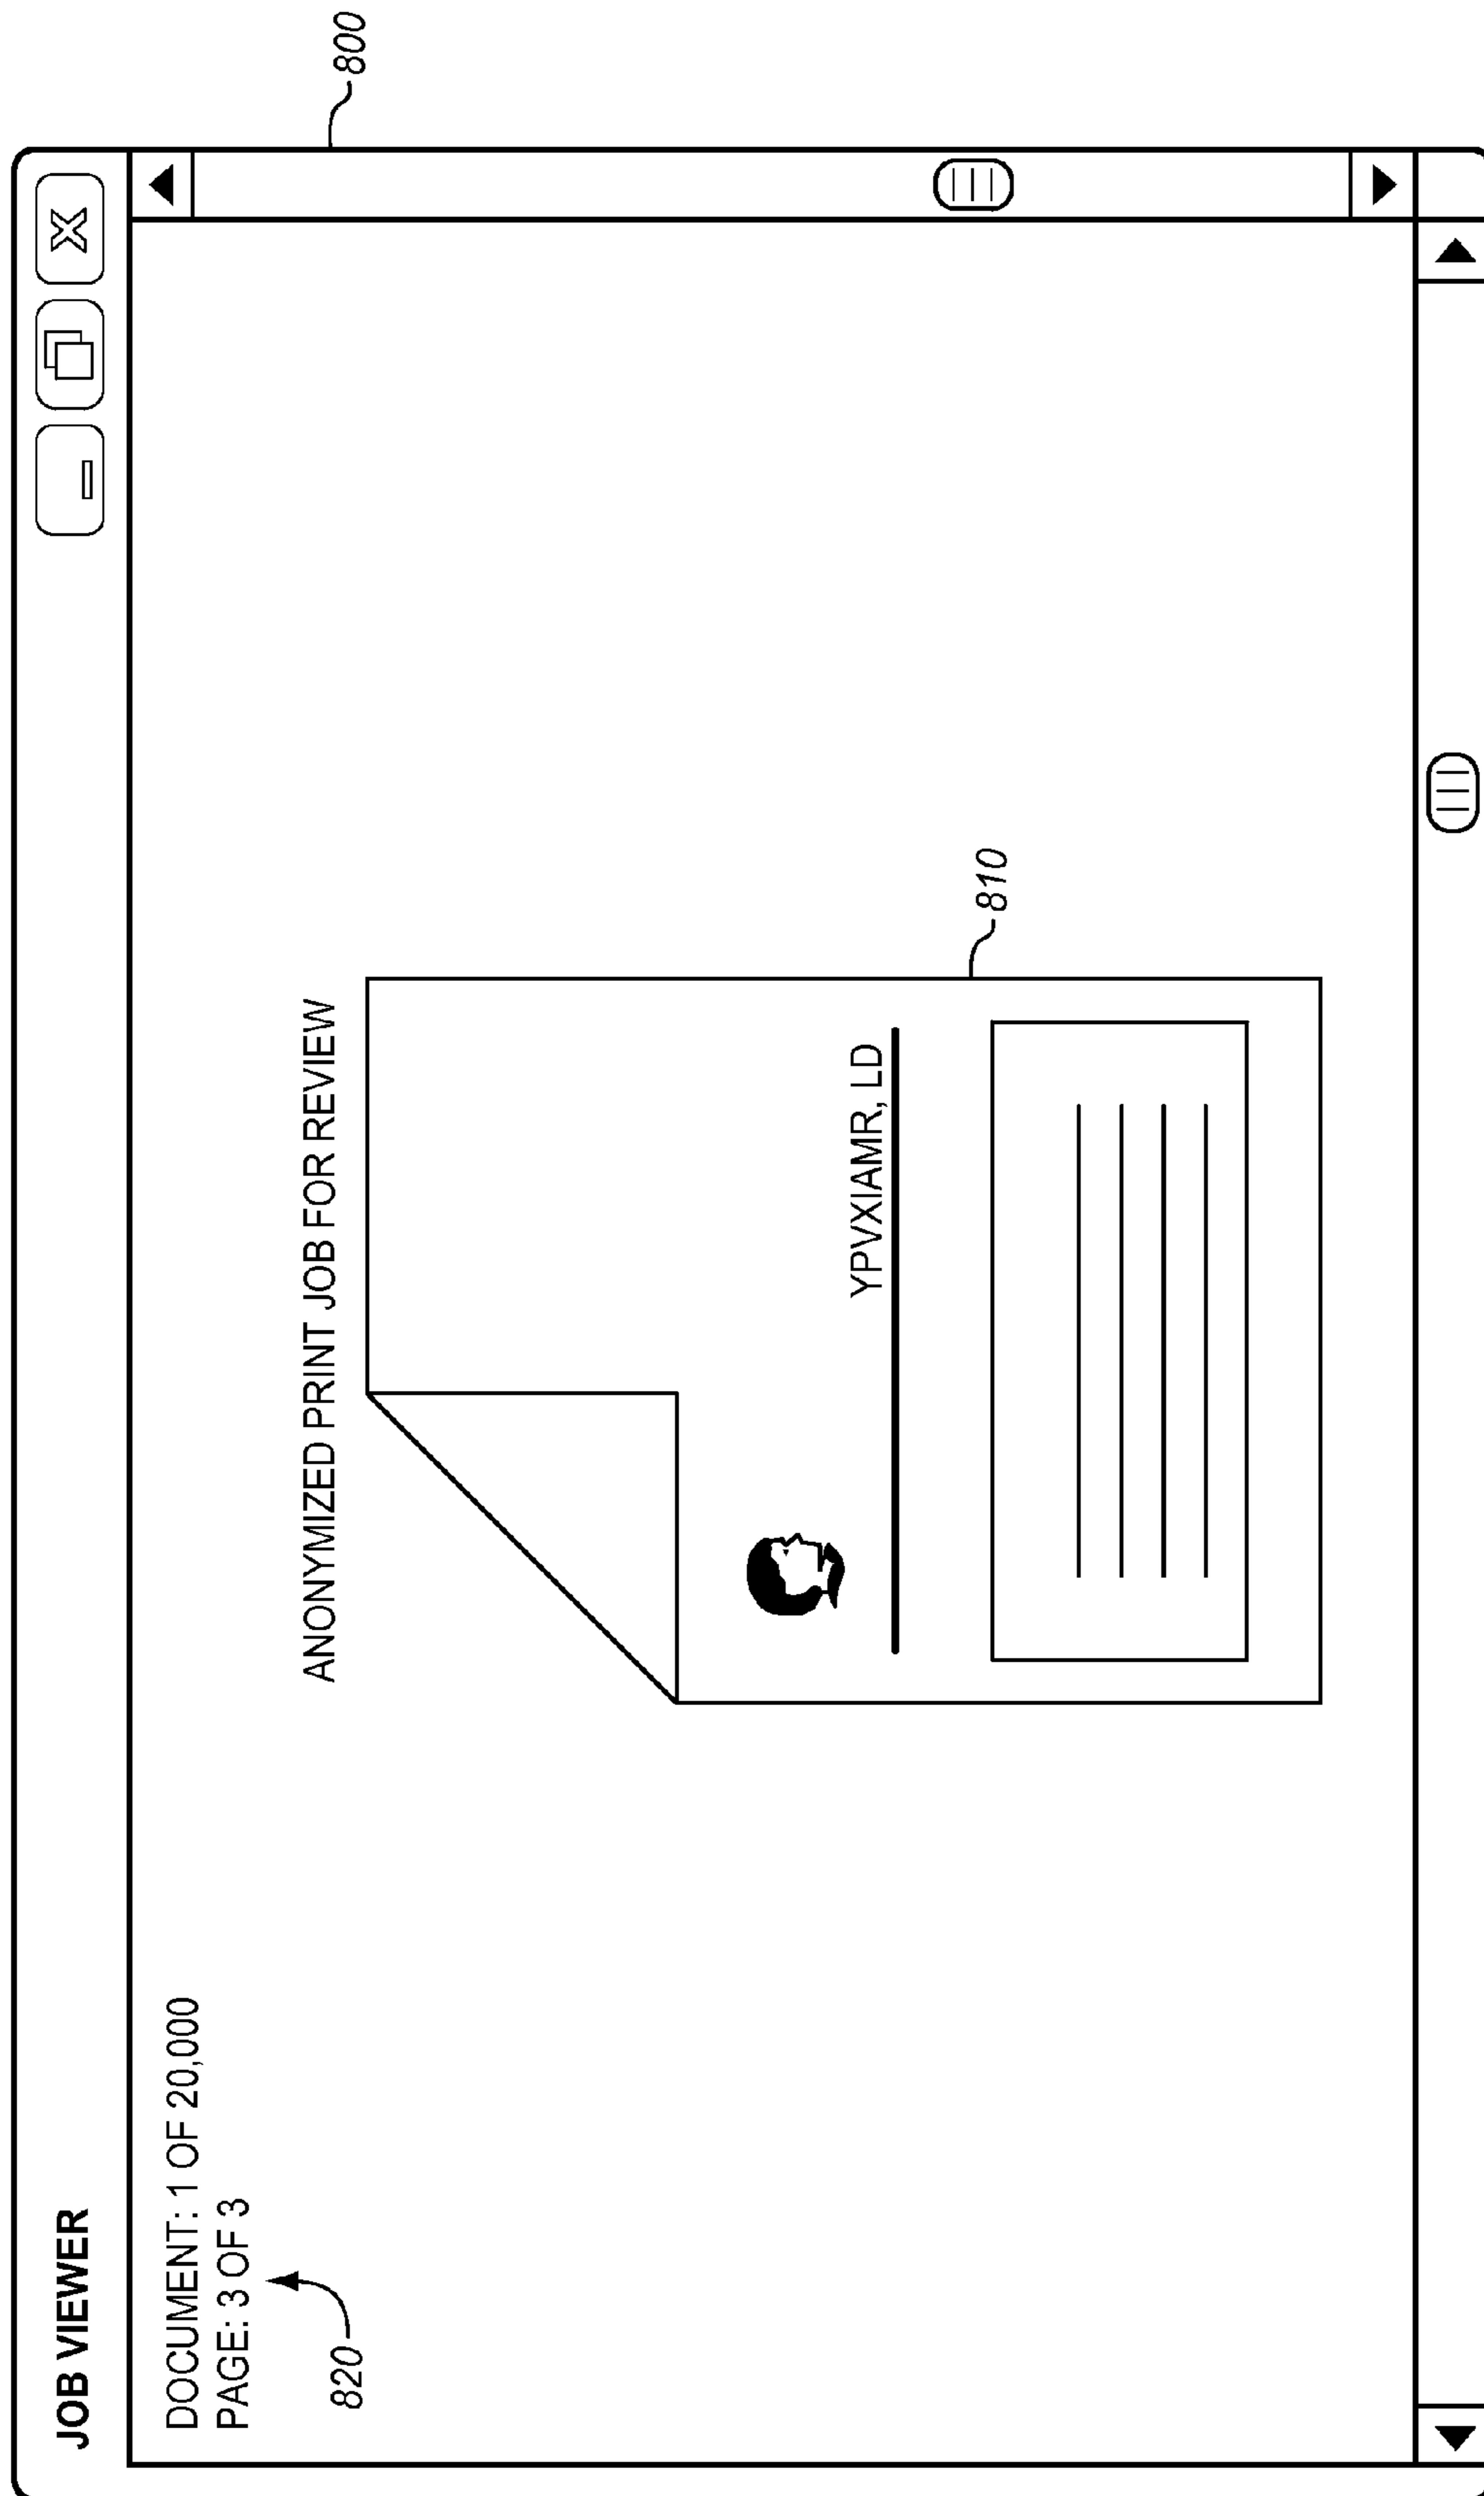 JOB VIEWER
X
DOCUMENT: 1 OF 20,000
PAGE: 3 OF 3
820
ANONYMIZED PRINT JOB FOR REVIEW
800
YPVXIAMR, LD
810